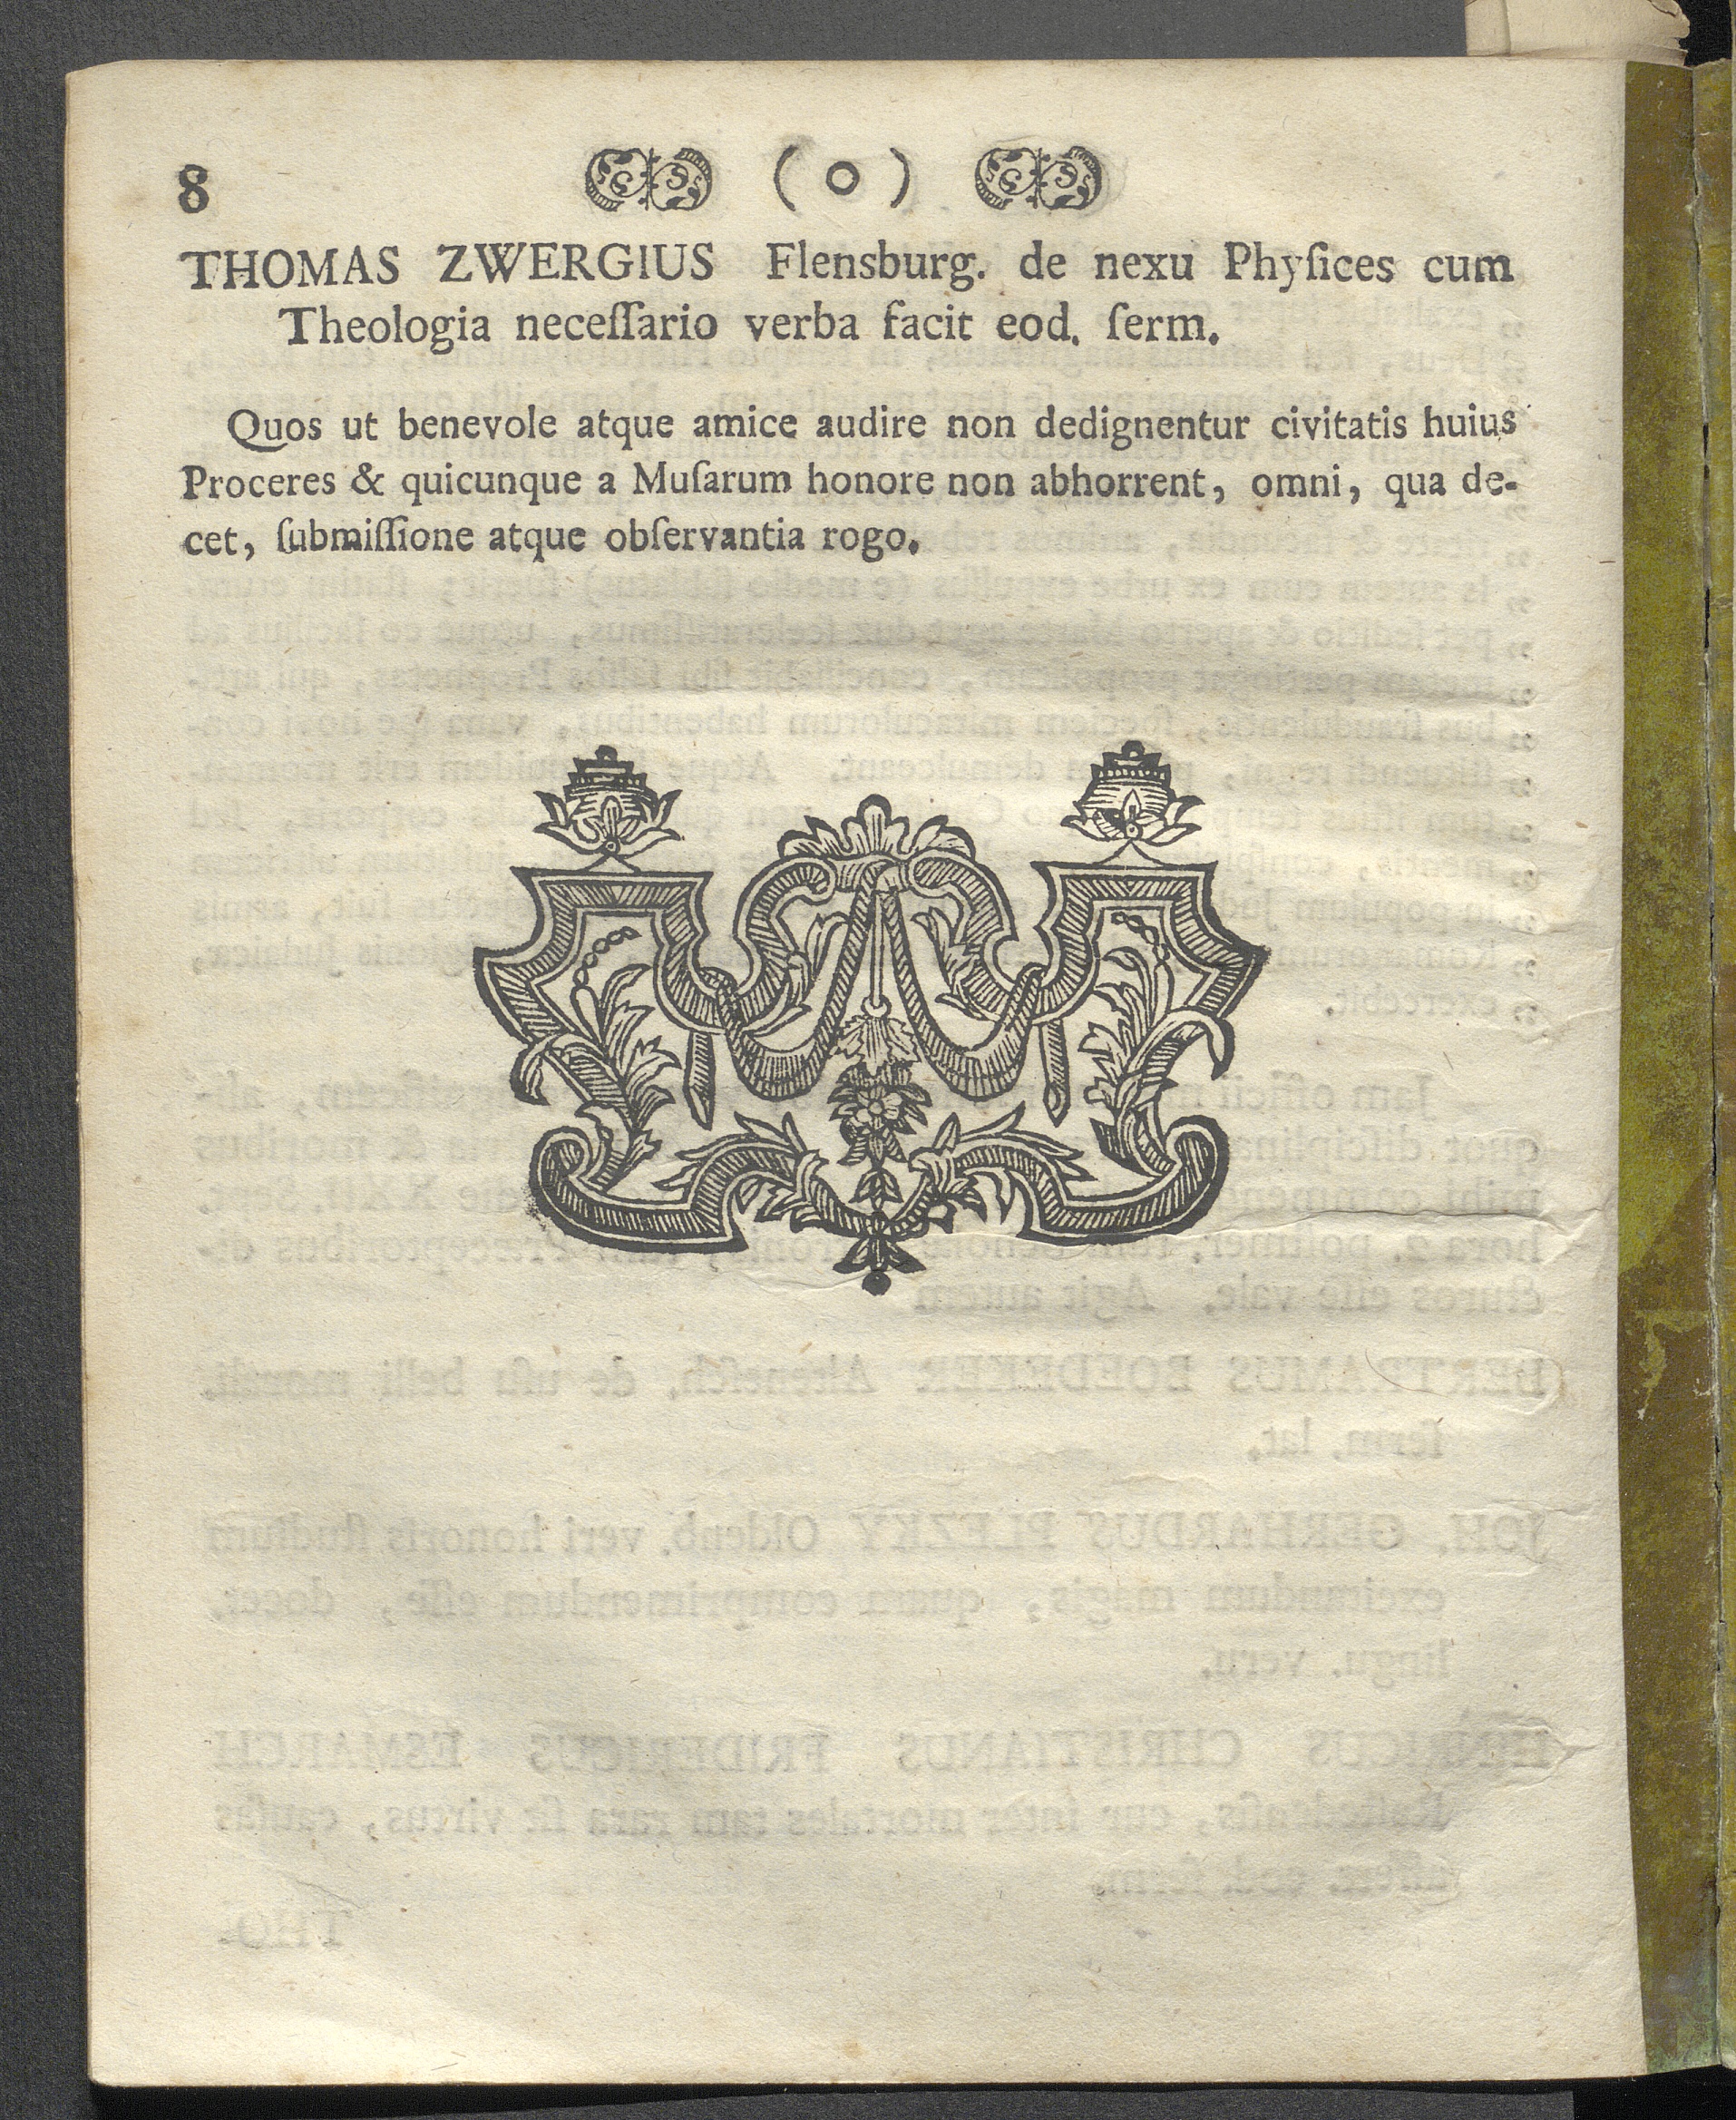 8 ( o )
THOMAS ZWERGIUS Flensburg. de nexu Phyſices cum
Theologia neceſſario verba facit eod. ſerm.
Quos ut benevole atque amice audire non dedignentur civitatis huius
Proceres & quicunque a Muſarum honore non abhorrent, omni, qua de-
cet, ſubmiſſione atque obſervantia rogo.